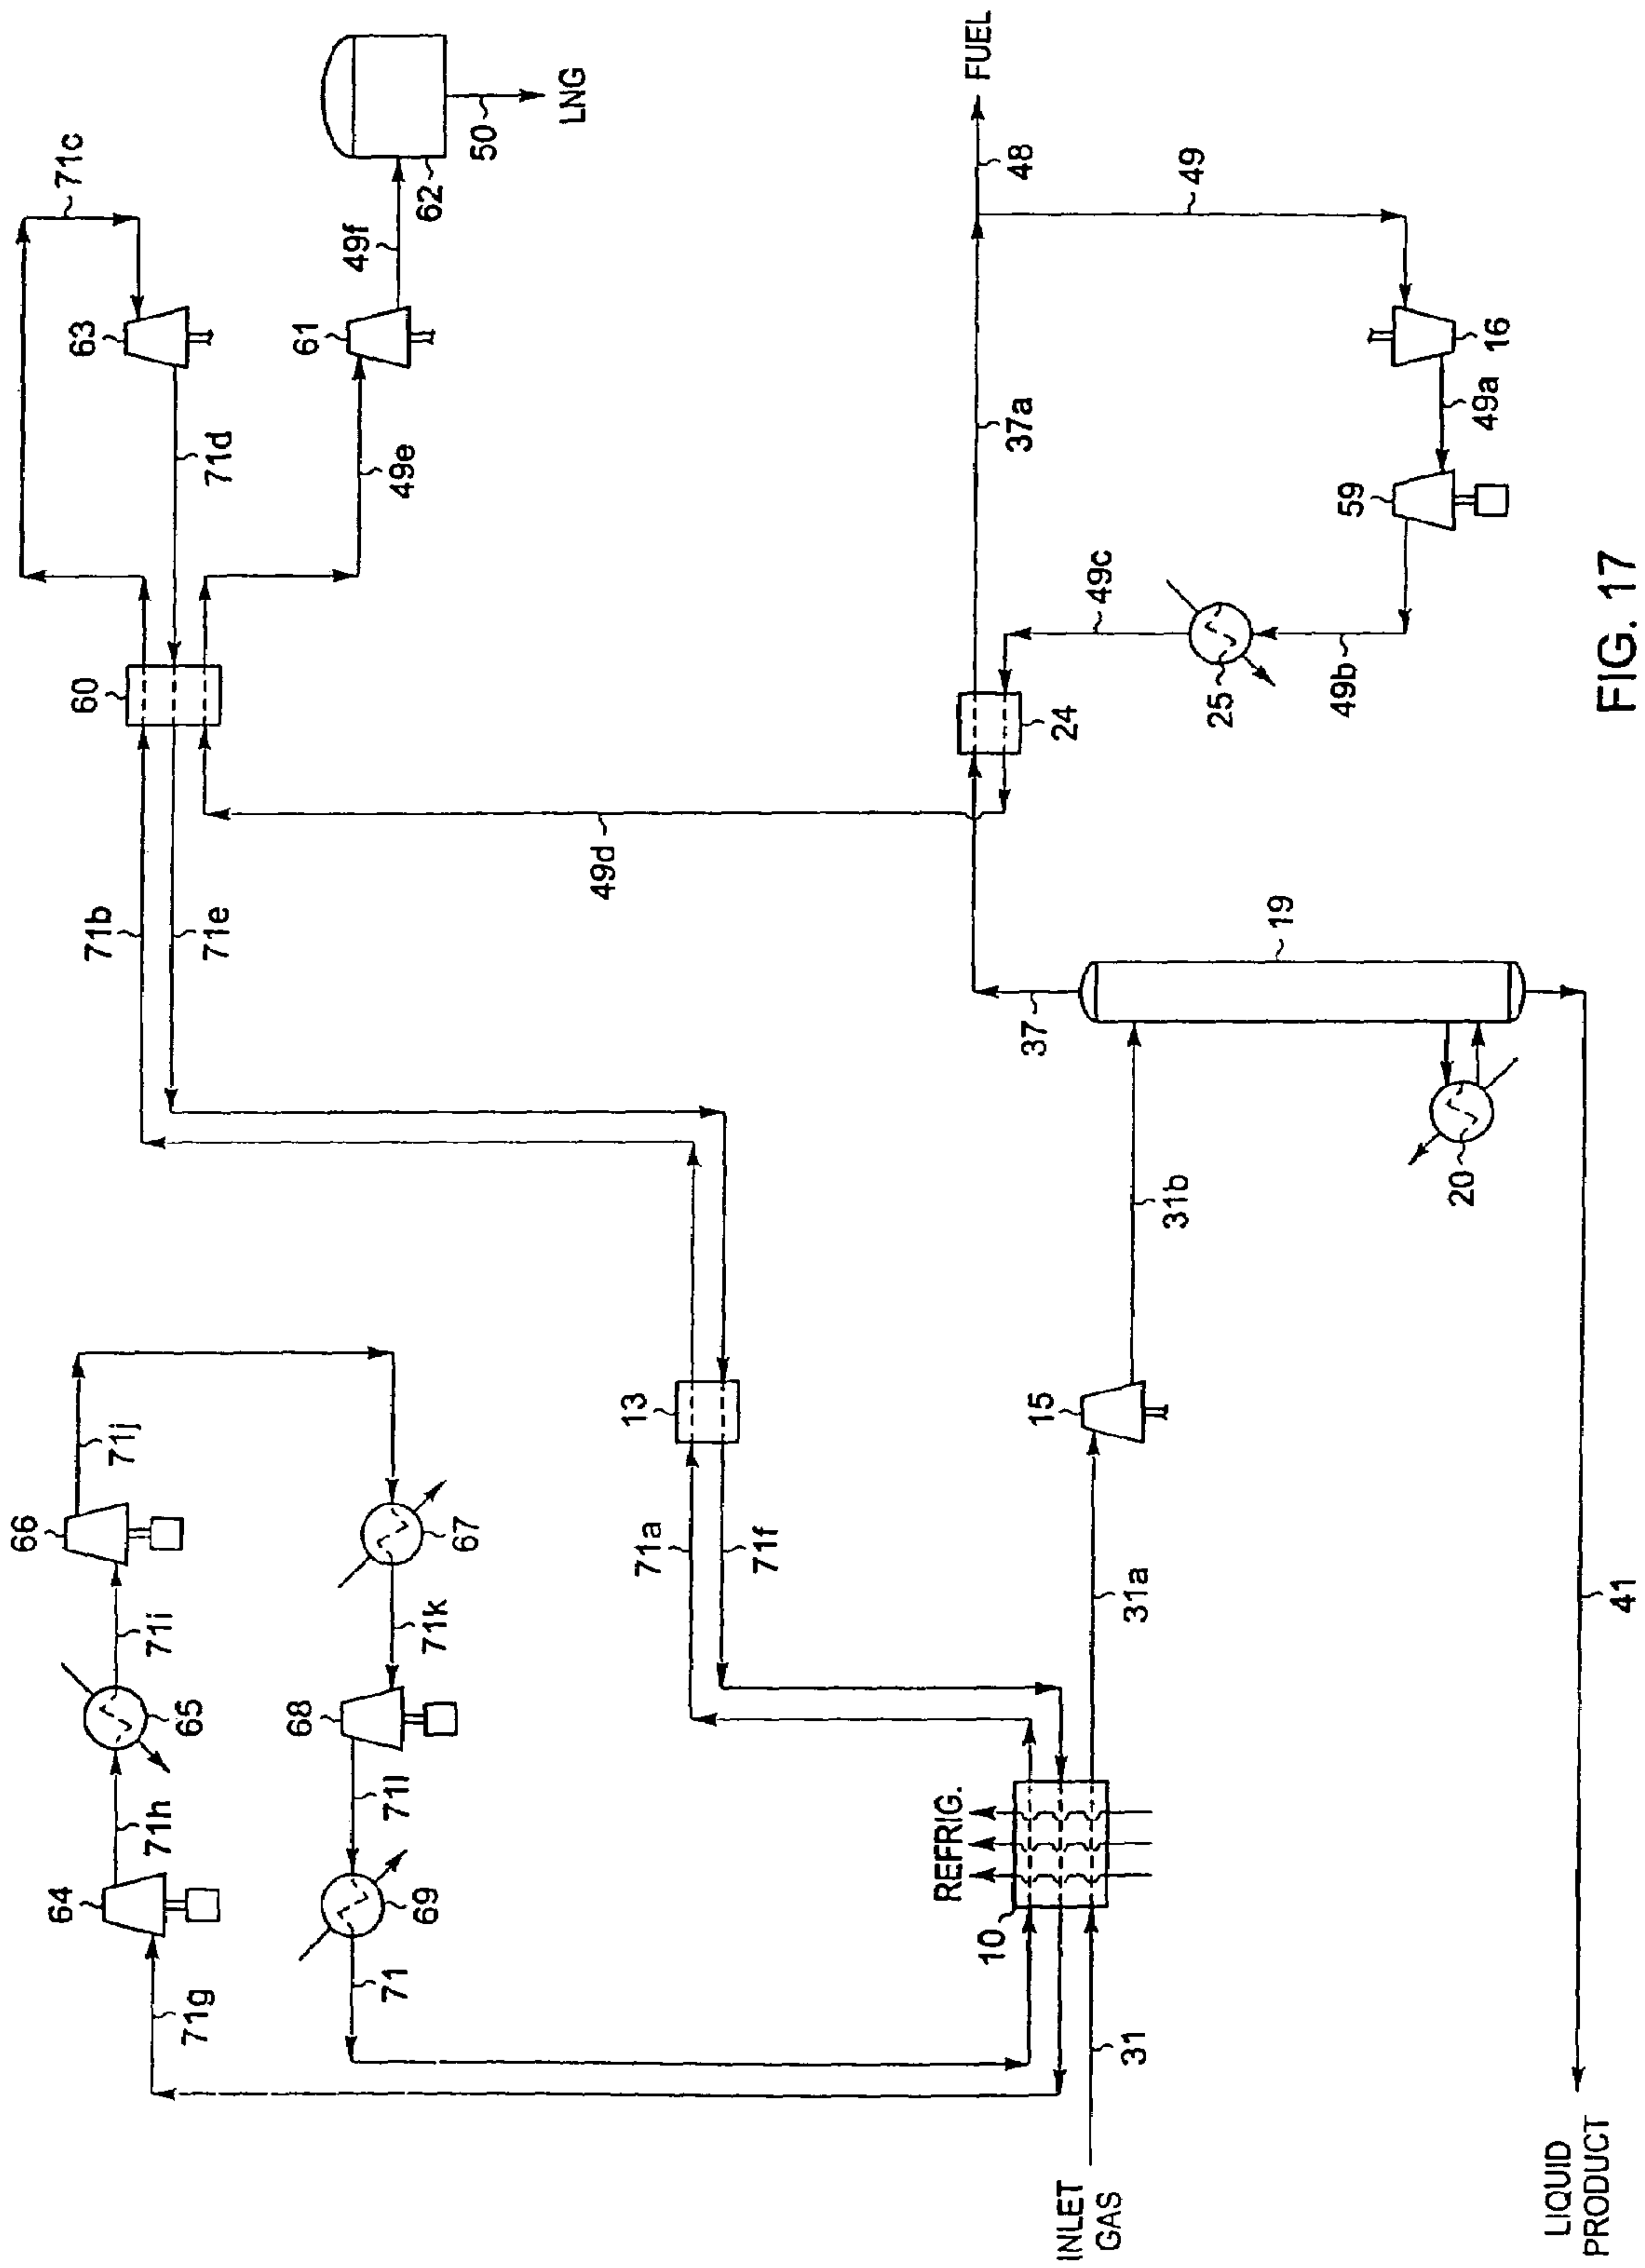 66
71c
64
63
60
71b
71j
71h
71i
65
71g
71e
71d
61
68
49f
71l
71
49e
69
71k
62
67
50
LNG
49d
13
71a
71f
REFRIG.
FUEL
10
37a
48
37
15
24
INLET
GAS
49c
31
31a
31b
49
25
19
49b
59
20
49a
16
LIQUID
PRODUCT
41
FIG. 17